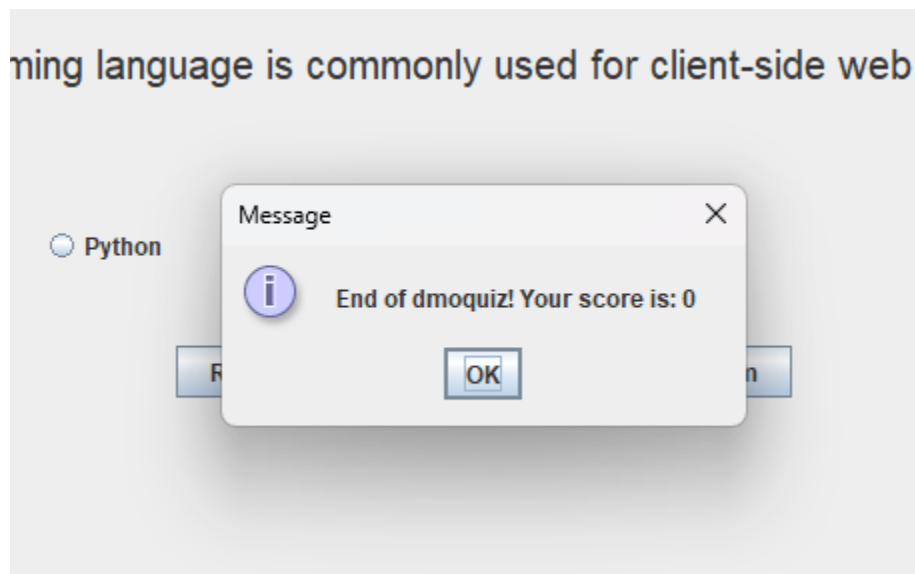 ming language is commonly used for client-side web
Message
Python
End of dmoquiz! Your score is: 0
OK